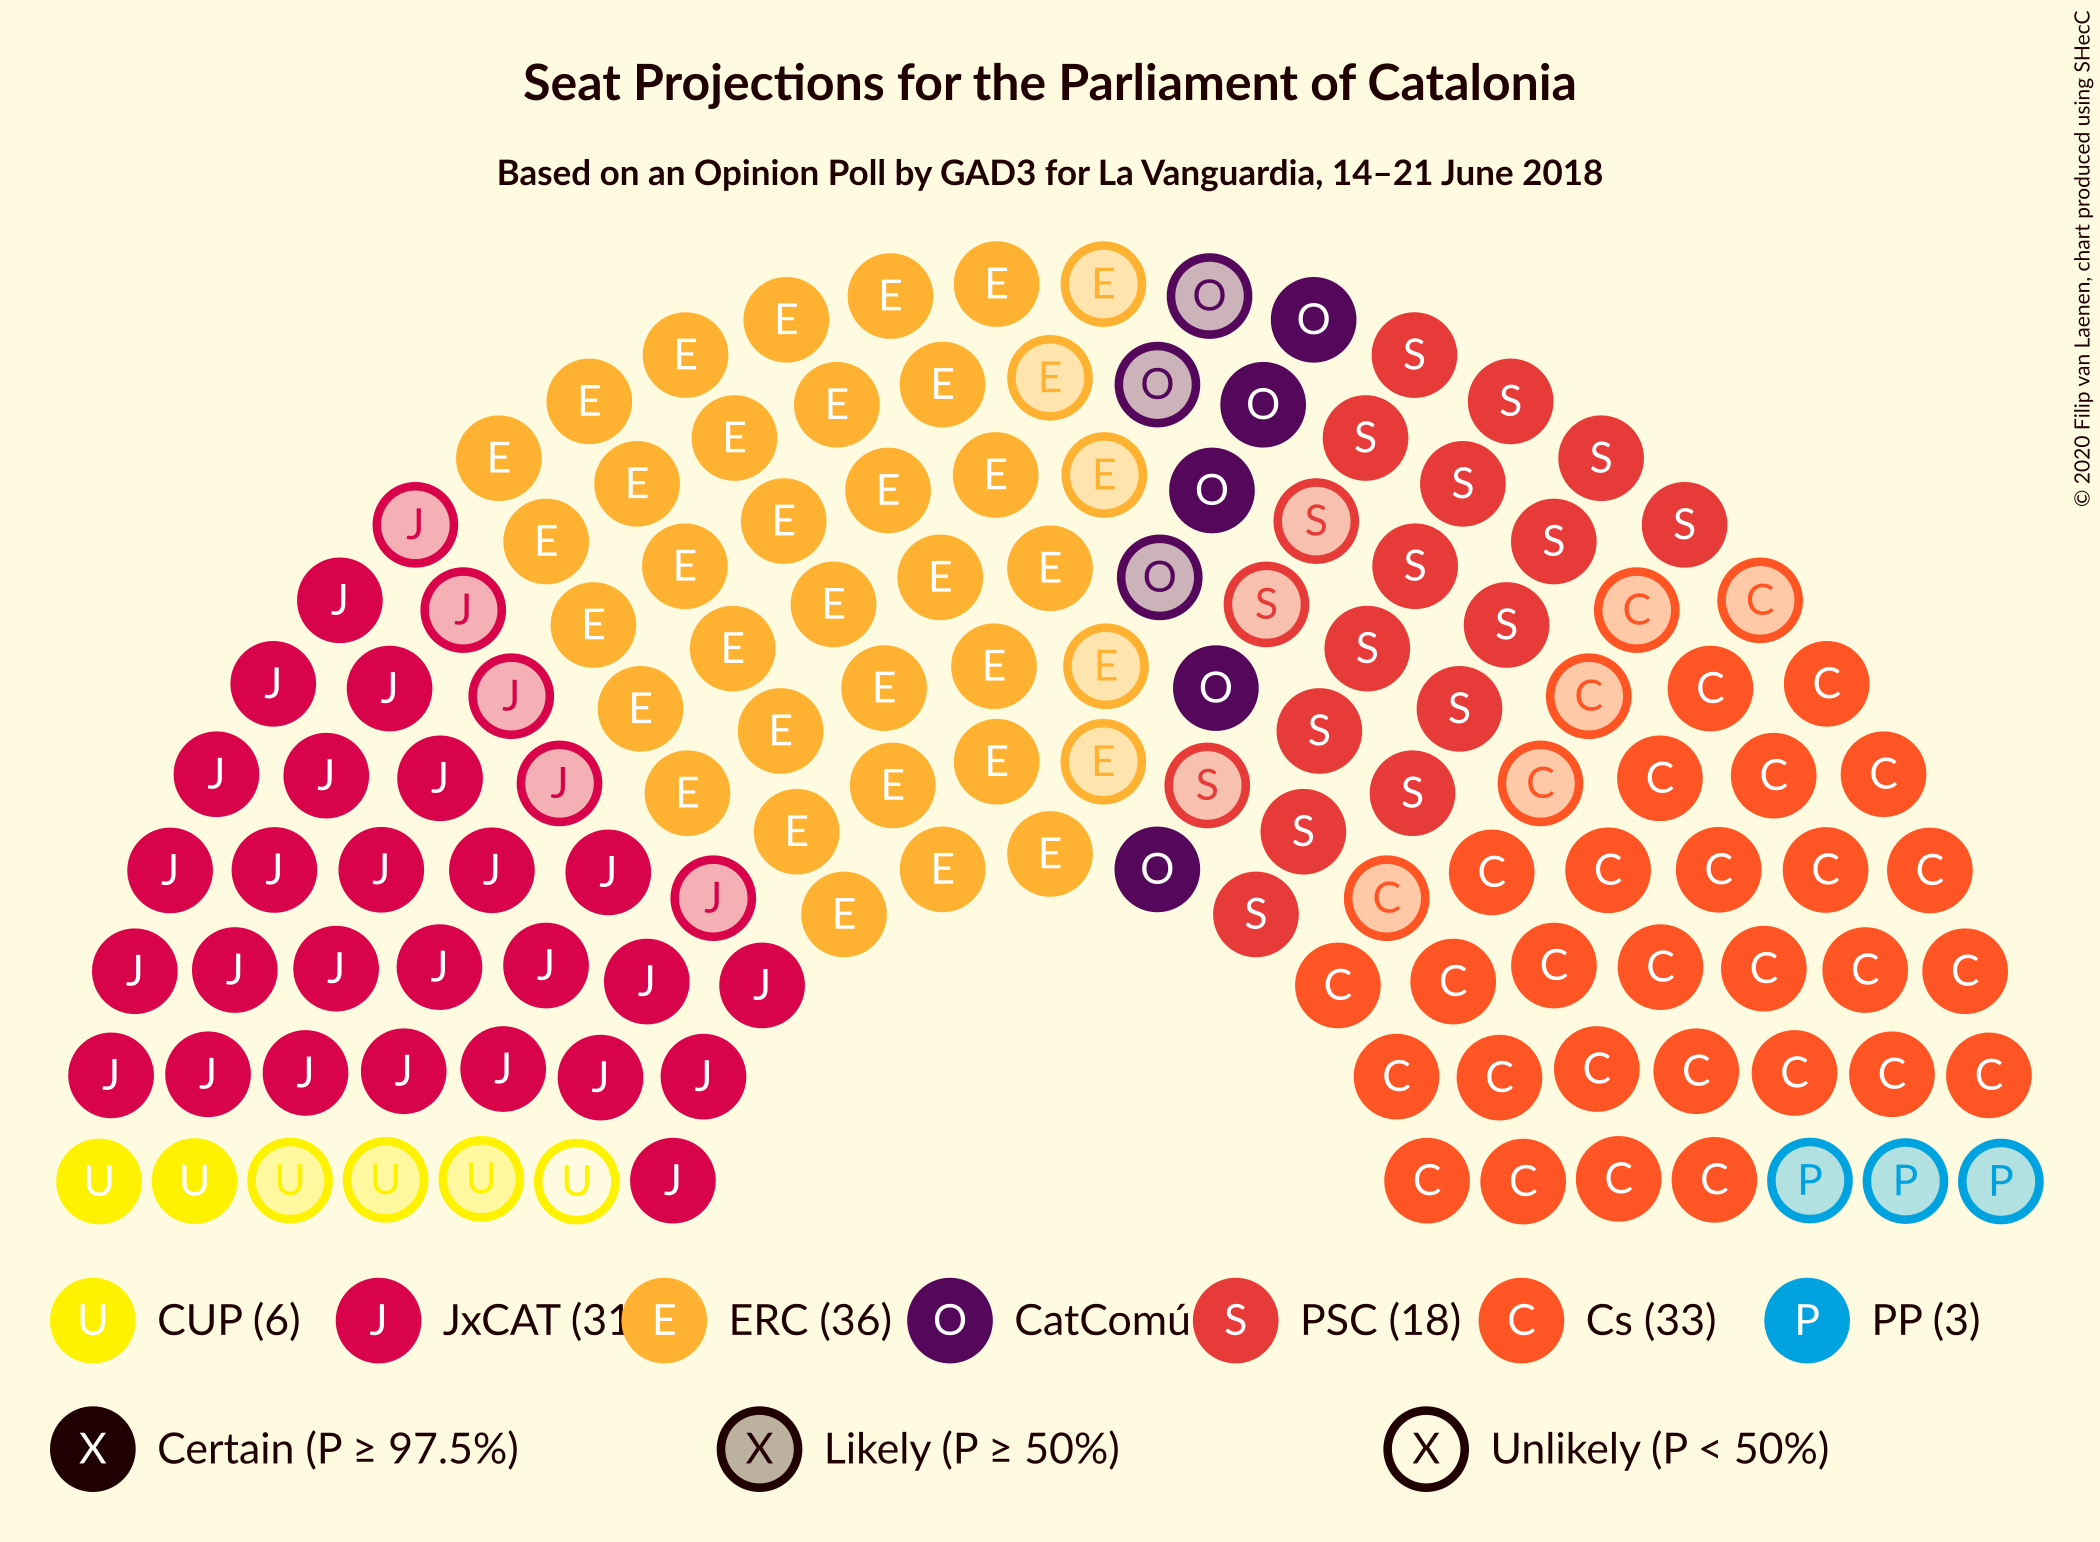 Seat Projections for the Parliament of Catalonia
Based on an Opinion Poll by GAD3 for La Vanguardia, 14–21 June 2018
© 2020 Filip van Laenen, chart produced using SHecC
E E E O O S
E E E E O O S S
E E E E E O S S S
J E E E E E O S S S S
J J E E E E E O S S S S C C
J J J E E E E E O S S S C C C
J J J J E E E E E S S S C C C C
J J J J J J E E E O S C C C C C C
J J J J J J J C C C C C C C
J J J J J J J C C C C C C C
U U U U U U J C C C C P P P
U CUP (6) J JxCAT (31 E ERC (36) O CatComú S PSC (18) C Cs (33) P PP (3)
X Certain (P ≥ 97.5%) X Likely (P ≥ 50%) X Unlikely (P < 50%)